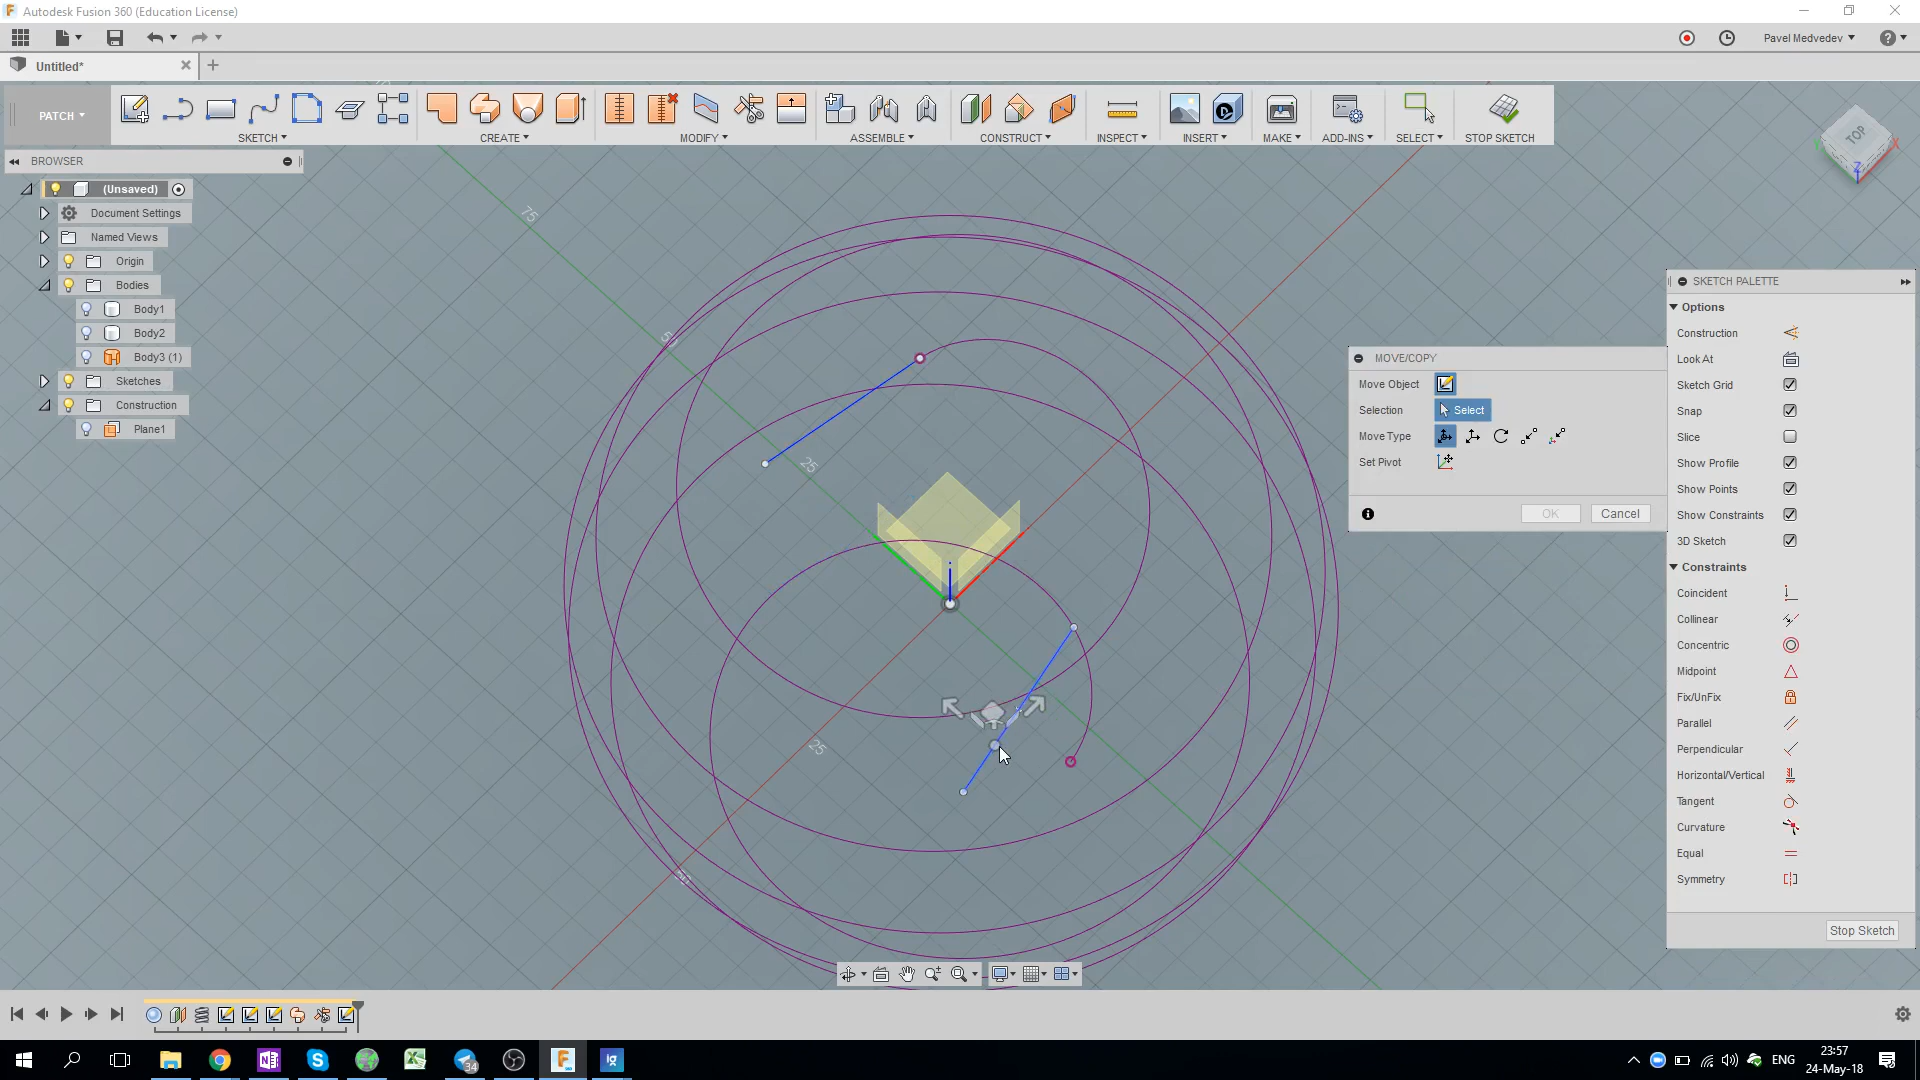 Autodesk Fusion 360 (Education License)
Pavel Medvedev
Untitled*
PATCH
SKETCH
CREATE
MODIFY
ASSEMBLE
CONSTRUCT
INSPECT
INSERT
MAKE
ADD-INS
SELECT
STOP SKETCH
TOP
X
Z
BROWSER
(Unsaved)
Document Settings
Named Views
Origin
Bodies
Body1
Body2
Body3 (1)
Sketches
Construction
Plane1
75
50
25
25
50
MOVE/COPY
Move Object
Selection
Select
Move Type
Set Pivot
OK
Cancel
SKETCH PALETTE
Options
Construction
Look At
Sketch Grid
Snap
Slice
Show Profile
Show Points
Show Constraints
3D Sketch
Constraints
Coincident
Collinear
Concentric
Midpoint
Fix/UnFix
Parallel
Perpendicular
Horizontal/Vertical
Tangent
Curvature
Equal
Symmetry
Stop Sketch
34
F
Ig
ENG
23:57
24-May-18